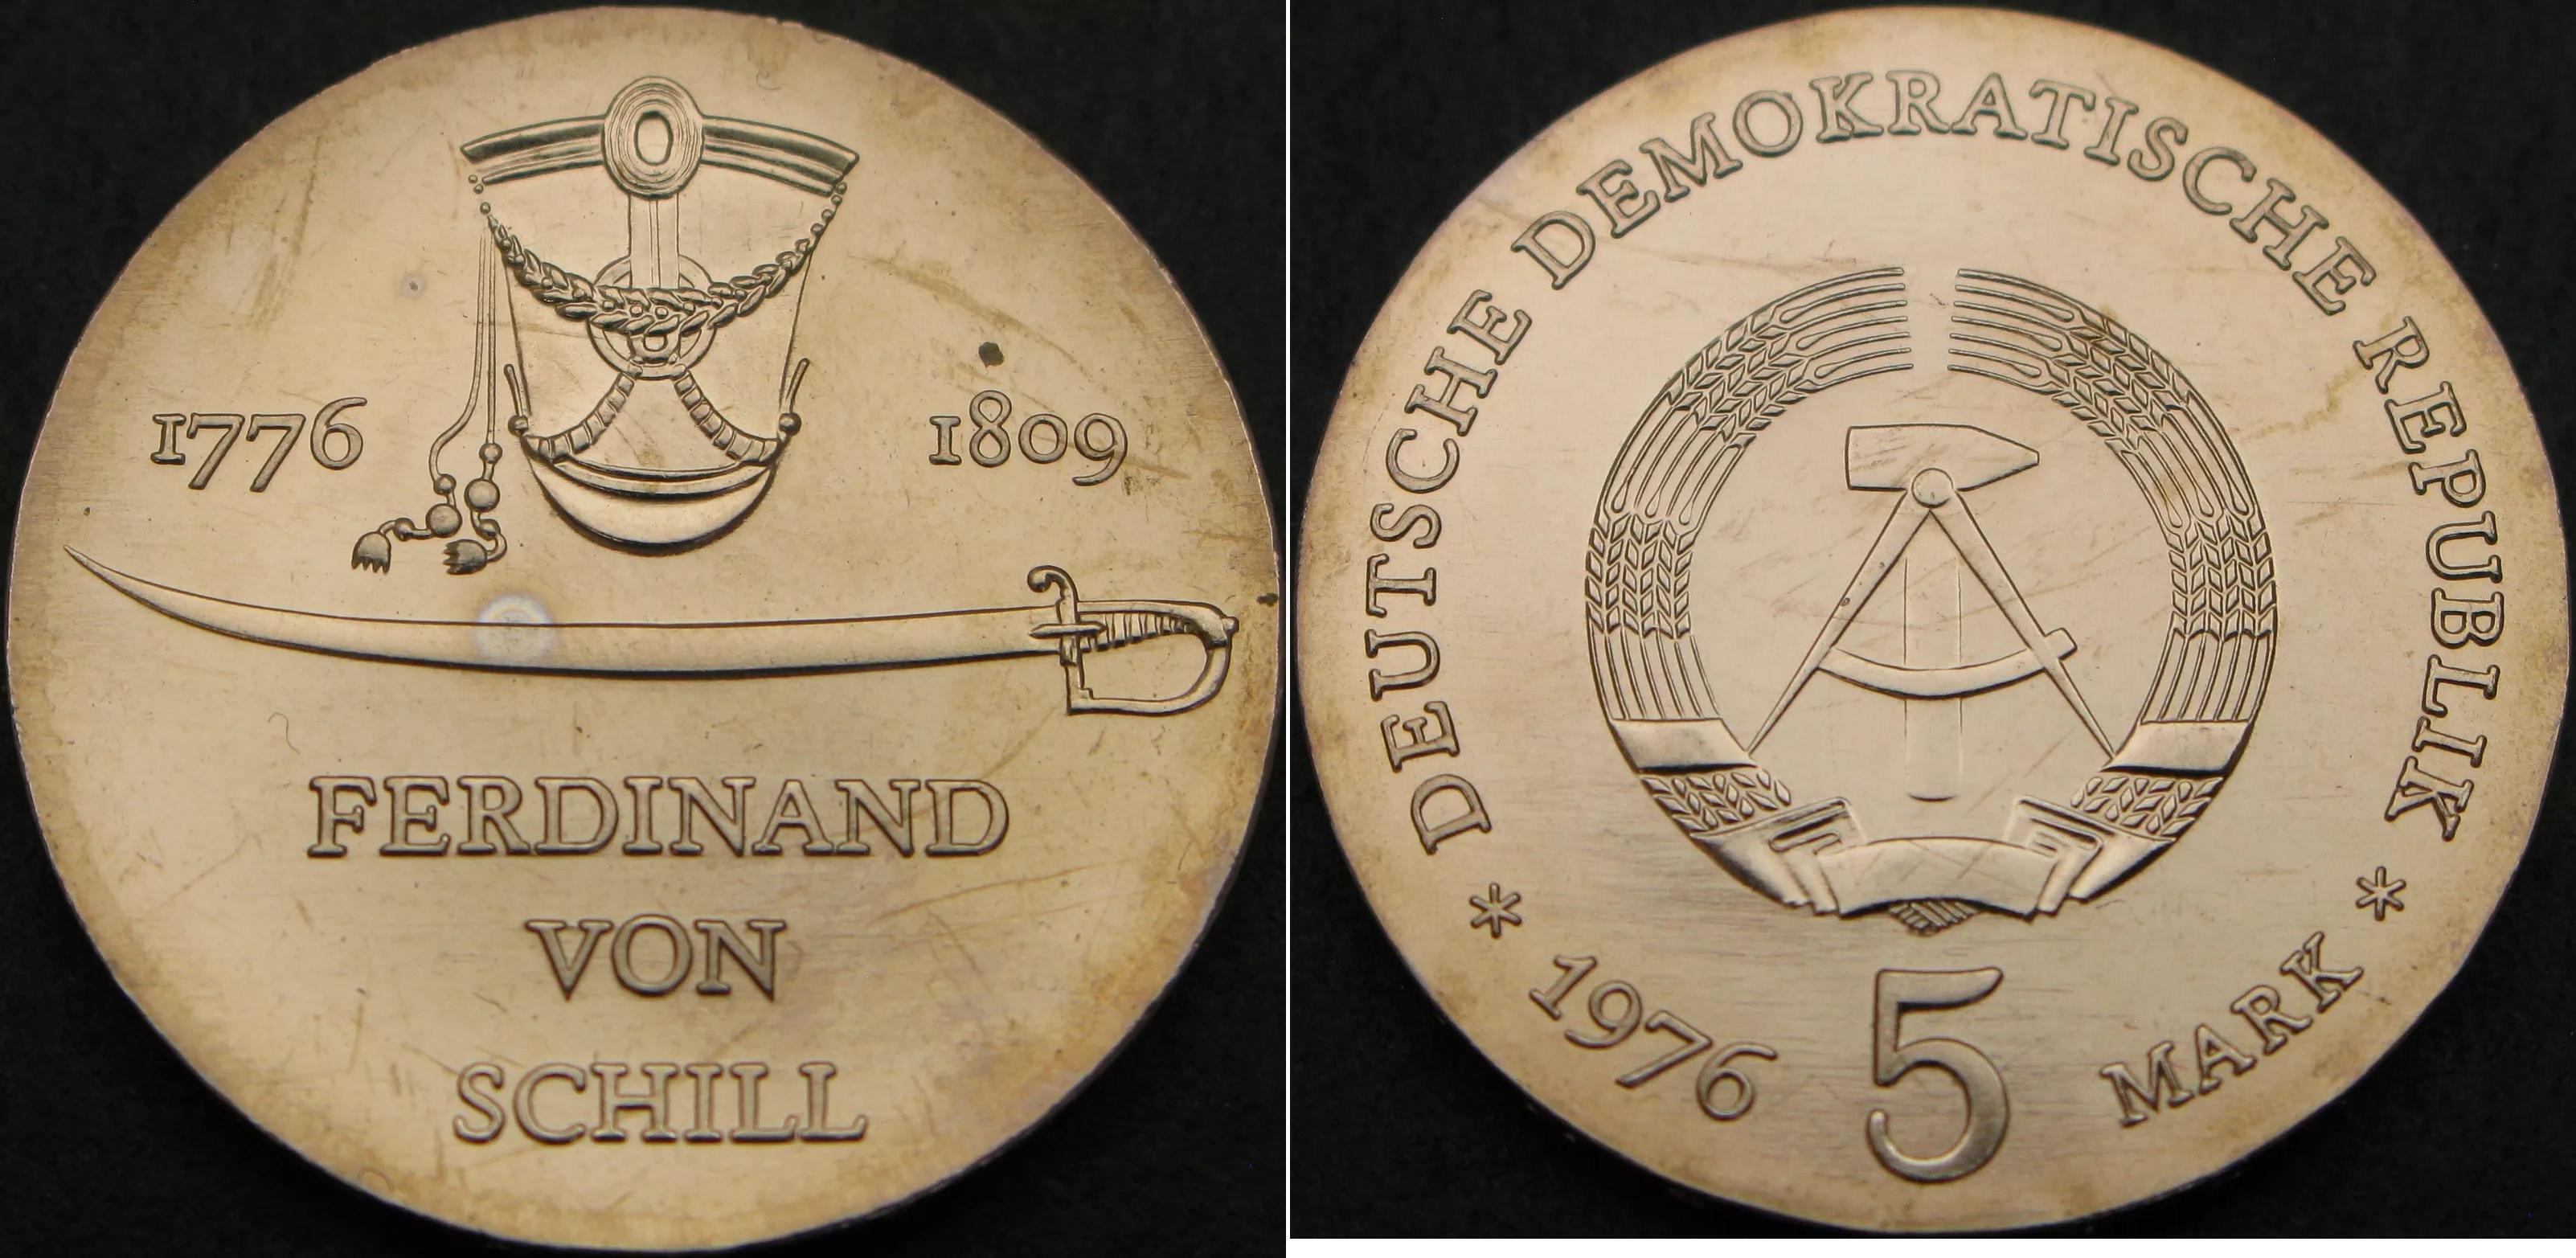 1776
1809
FERDINAND
VON
SCHILL
DEUTSCHE DEMOKRATISCHE REPUBLIK
* 1976 5 MARK *